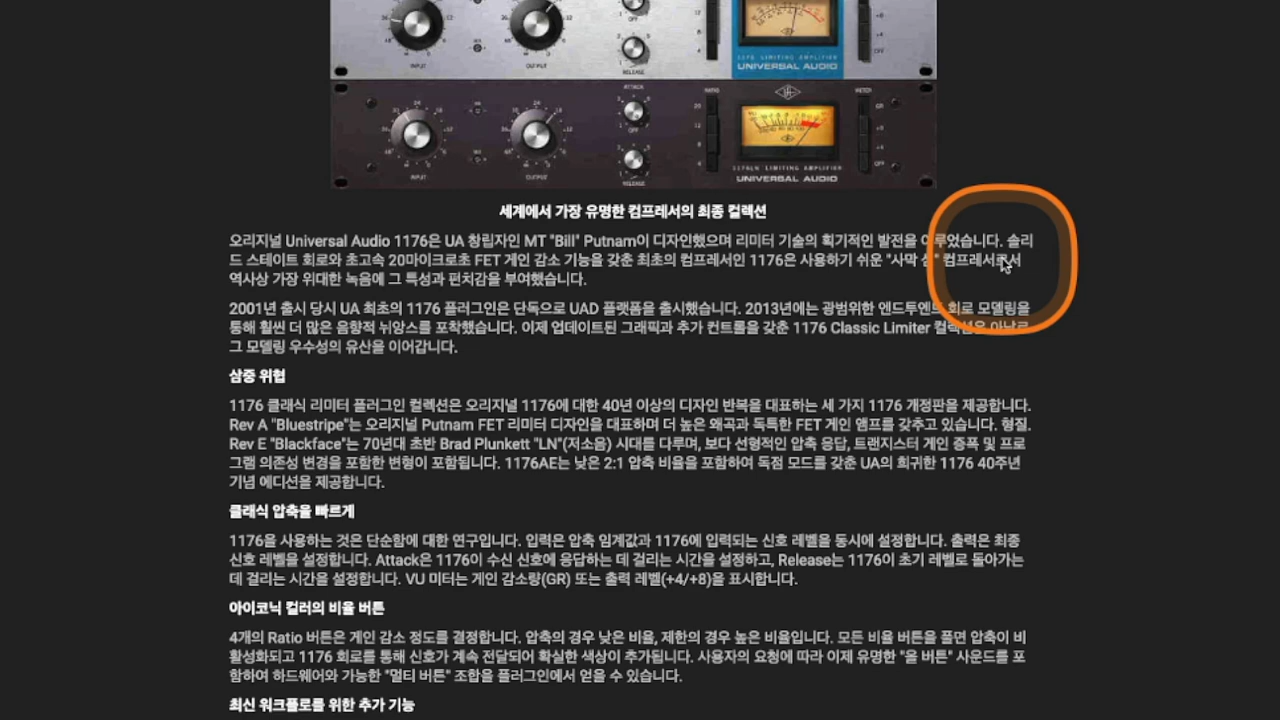 INPUT
OUTPUT
OFF
RELEASE
1176 LIMITING AMPLIFIER
UNIVERSAL AUDIO
+8
+4
OFF
ATTACK
RATIO
METER
GR
+8
+4
OFF
20
12
8
4
INPUT
OUTPUT
OFF
RELEASE
1176LN LIMITING AMPLIFIER
UNIVERSAL AUDIO
세계에서 가장 유명한 컴프레서의 최종 컬렉션
오리지널 Universal Audio 1176은 UA 창립자인 MT "Bill" Putnam이 디자인했으며 리미터 기술의 획기적인 발전을 이루었습니다. 솔리
드 스테이트 회로와 초고속 20마이크로초 FET 게인 감소 기능을 갖춘 최초의 컴프레서인 1176은 사용하기 쉬운 "사막 섬" 컴프레서로서
역사상 가장 위대한 녹음에 그 특성과 펀치감을 부여했습니다.
2001년 출시 당시 UA 최초의 1176 플러그인은 단독으로 UAD 플랫폼을 출시했습니다. 2013년에는 광범위한 엔드투엔드 회로 모델링을
통해 훨씬 더 많은 음향적 뉘앙스를 포착했습니다. 이제 업데이트된 그래픽과 추가 컨트롤을 갖춘 1176 Classic Limiter 컬렉션은 아날로
그 모델링 우수성의 유산을 이어갑니다.
삼중 위협
1176 클래식 리미터 플러그인 컬렉션은 오리지널 1176에 대한 40년 이상의 디자인 반복을 대표하는 세 가지 1176 개정판을 제공합니다.
Rev A "Bluestripe"는 오리지널 Putnam FET 리미터 디자인을 대표하며 더 높은 왜곡과 독특한 FET 게인 앰프를 갖추고 있습니다. 형질.
Rev E "Blackface"는 70년대 초반 Brad Plunkett "LN"(저소음) 시대를 다루며, 보다 선형적인 압축 응답, 트랜지스터 게인 증폭 및 프로
그램 의존성 변경을 포함한 변형이 포함됩니다. 1176AE는 낮은 2:1 압축 비율을 포함하여 독점 모드를 갖춘 UA의 희귀한 1176 40주년
기념 에디션을 제공합니다.
클래식 압축을 빠르게
1176을 사용하는 것은 단순함에 대한 연구입니다. 입력은 압축 임계값과 1176에 입력되는 신호 레벨을 동시에 설정합니다. 출력은 최종
신호 레벨을 설정합니다. Attack은 1176이 수신 신호에 응답하는 데 걸리는 시간을 설정하고, Release는 1176이 초기 레벨로 돌아가는
데 걸리는 시간을 설정합니다. VU 미터는 게인 감소량(GR) 또는 출력 레벨(+4/+8)을 표시합니다.
아이코닉 컬러의 비율 버튼
4개의 Ratio 버튼은 게인 감소 정도를 결정합니다. 압축의 경우 낮은 비율, 제한의 경우 높은 비율입니다. 모든 비율 버튼을 풀면 압축이 비
활성화되고 1176 회로를 통해 신호가 계속 전달되어 확실한 색상이 추가됩니다. 사용자의 요청에 따라 이제 유명한 "올 버튼" 사운드를 포
함하여 하드웨어와 가능한 "멀티 버튼" 조합을 플러그인에서 얻을 수 있습니다.
최신 워크플로를 위한 추가 기능